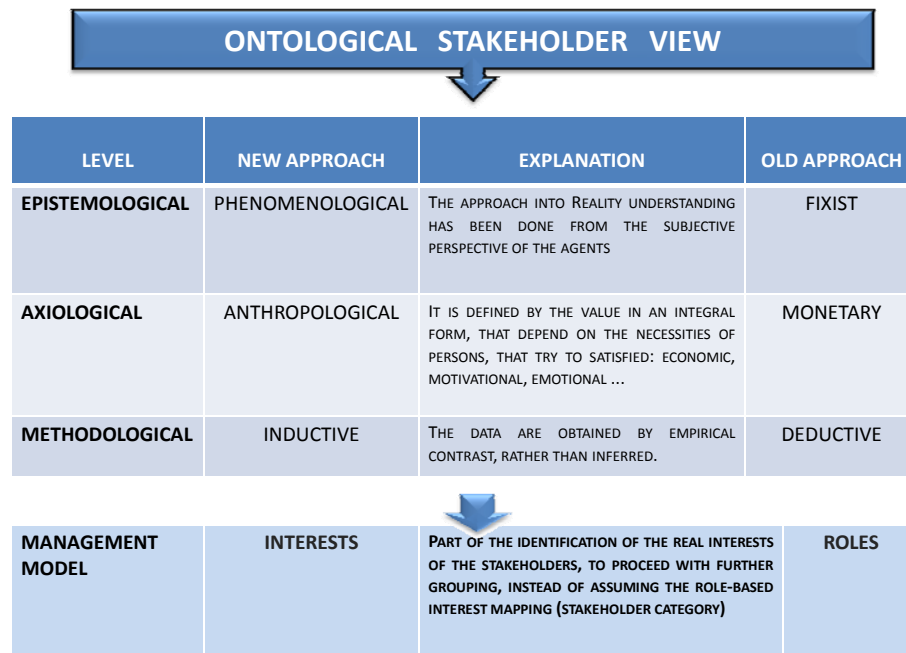 ONTOLOGICAL STAKEHOLDER VIEW
LEVEL NEW APPROACH EXPLANATION OLD APPROACH
EPISTEMOLOGICAL PHENOMENOLOGICAL THE APPROACH INTO REALITY UNDERSTANDING FIXIST
HAS BEEN DONE FROM THE SUBJECTIVE
PERSPECTIVE OF THE AGENTS
AXIOLOGICAL ANTHROPOLOGICAL IT IS DEFINED BY THE VALUE IN AN INTEGRAL MONETARY
FORM, THAT DEPEND ON THE NECESSITIES OF
PERSONS, THAT TRY TO SATISFIED: ECONOMIC,
MOTIVATIONAL, EMOTIONAL ...
METHODOLOGICAL INDUCTIVE THE DATA ARE OBTAINED BY EMPIRICAL DEDUCTIVE
CONTRAST, RATHER THAN INFERRED.
MANAGEMENT INTERESTS PART OF THE IDENTIFICATION OF THE REAL INTERESTS ROLES
MODEL OF THE STAKEHOLDERS, TO PROCEED WITH FURTHER
GROUPING, INSTEAD OF ASSUMING THE ROLE-BASED
INTEREST MAPPING (STAKEHOLDER CATEGORY)